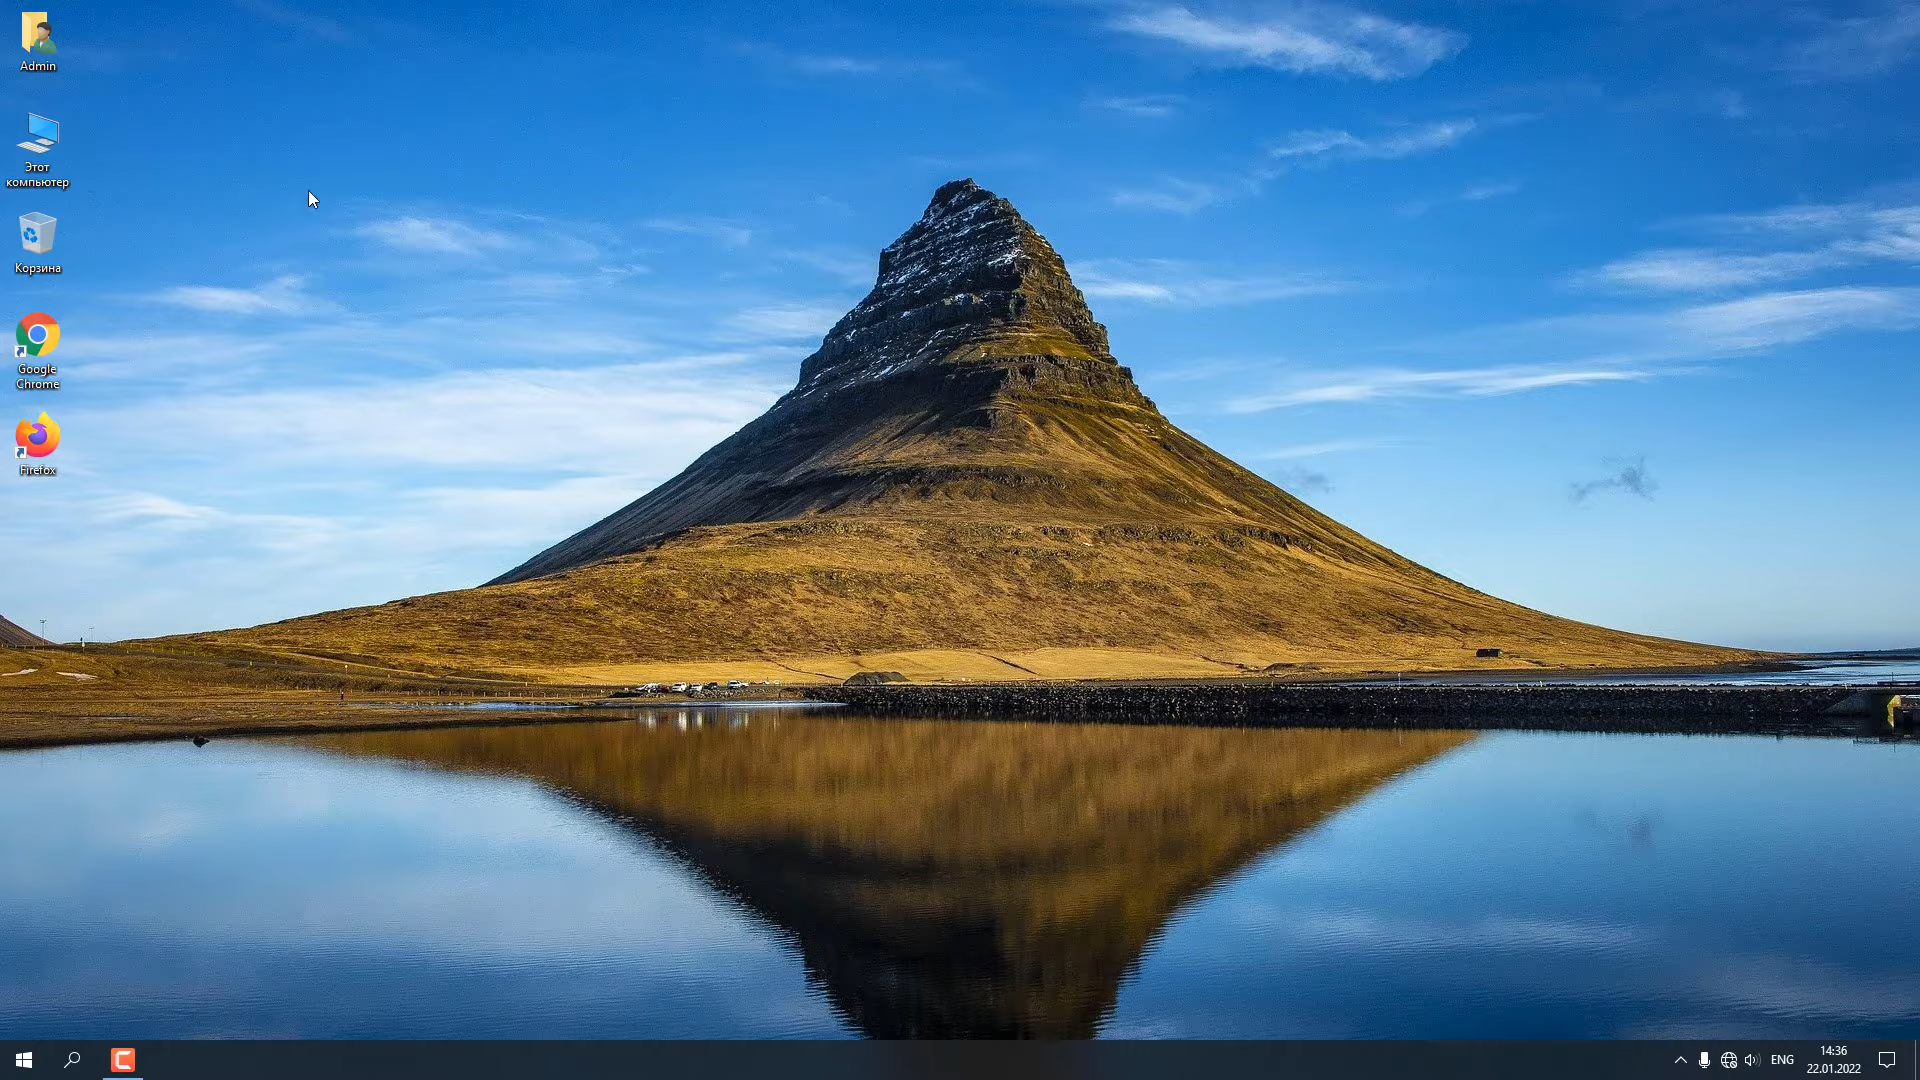 Admin
Этот
компьютер
Корзина
Google
Chrome
Firefox
ENG
14:36
22.01.2022